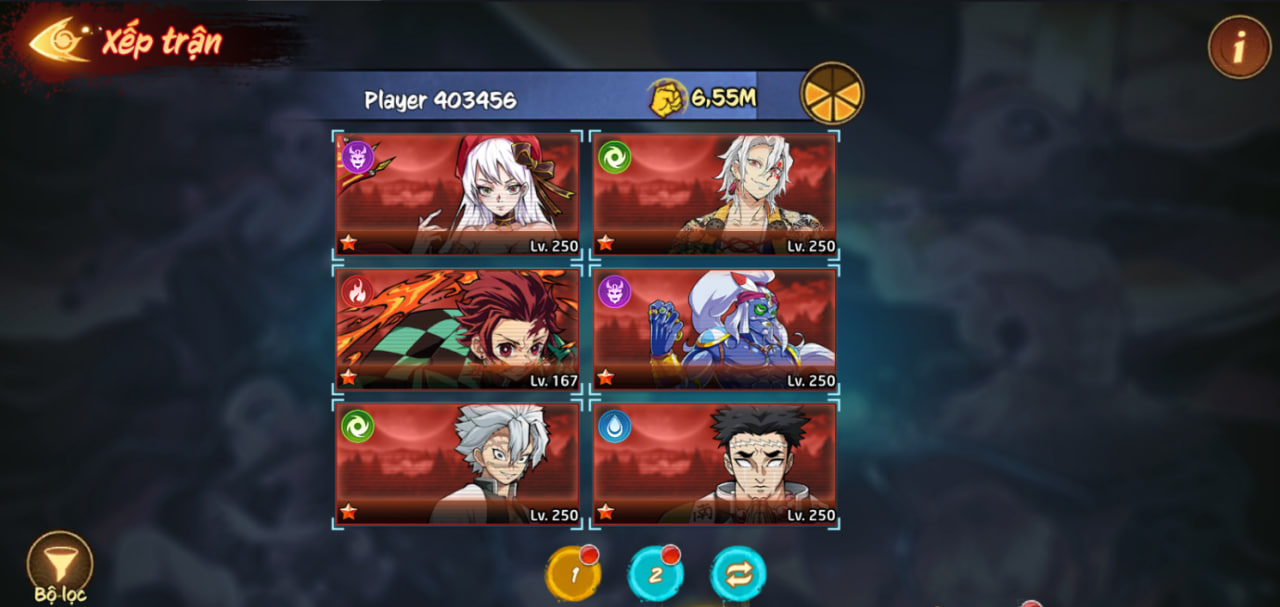 Xếp trận
i
Player 403456
6,55M
Lv. 250
Lv. 250
Lv. 167
Lv. 250
Lv. 250
南
Lv. 250
1
2
Bộ lọc